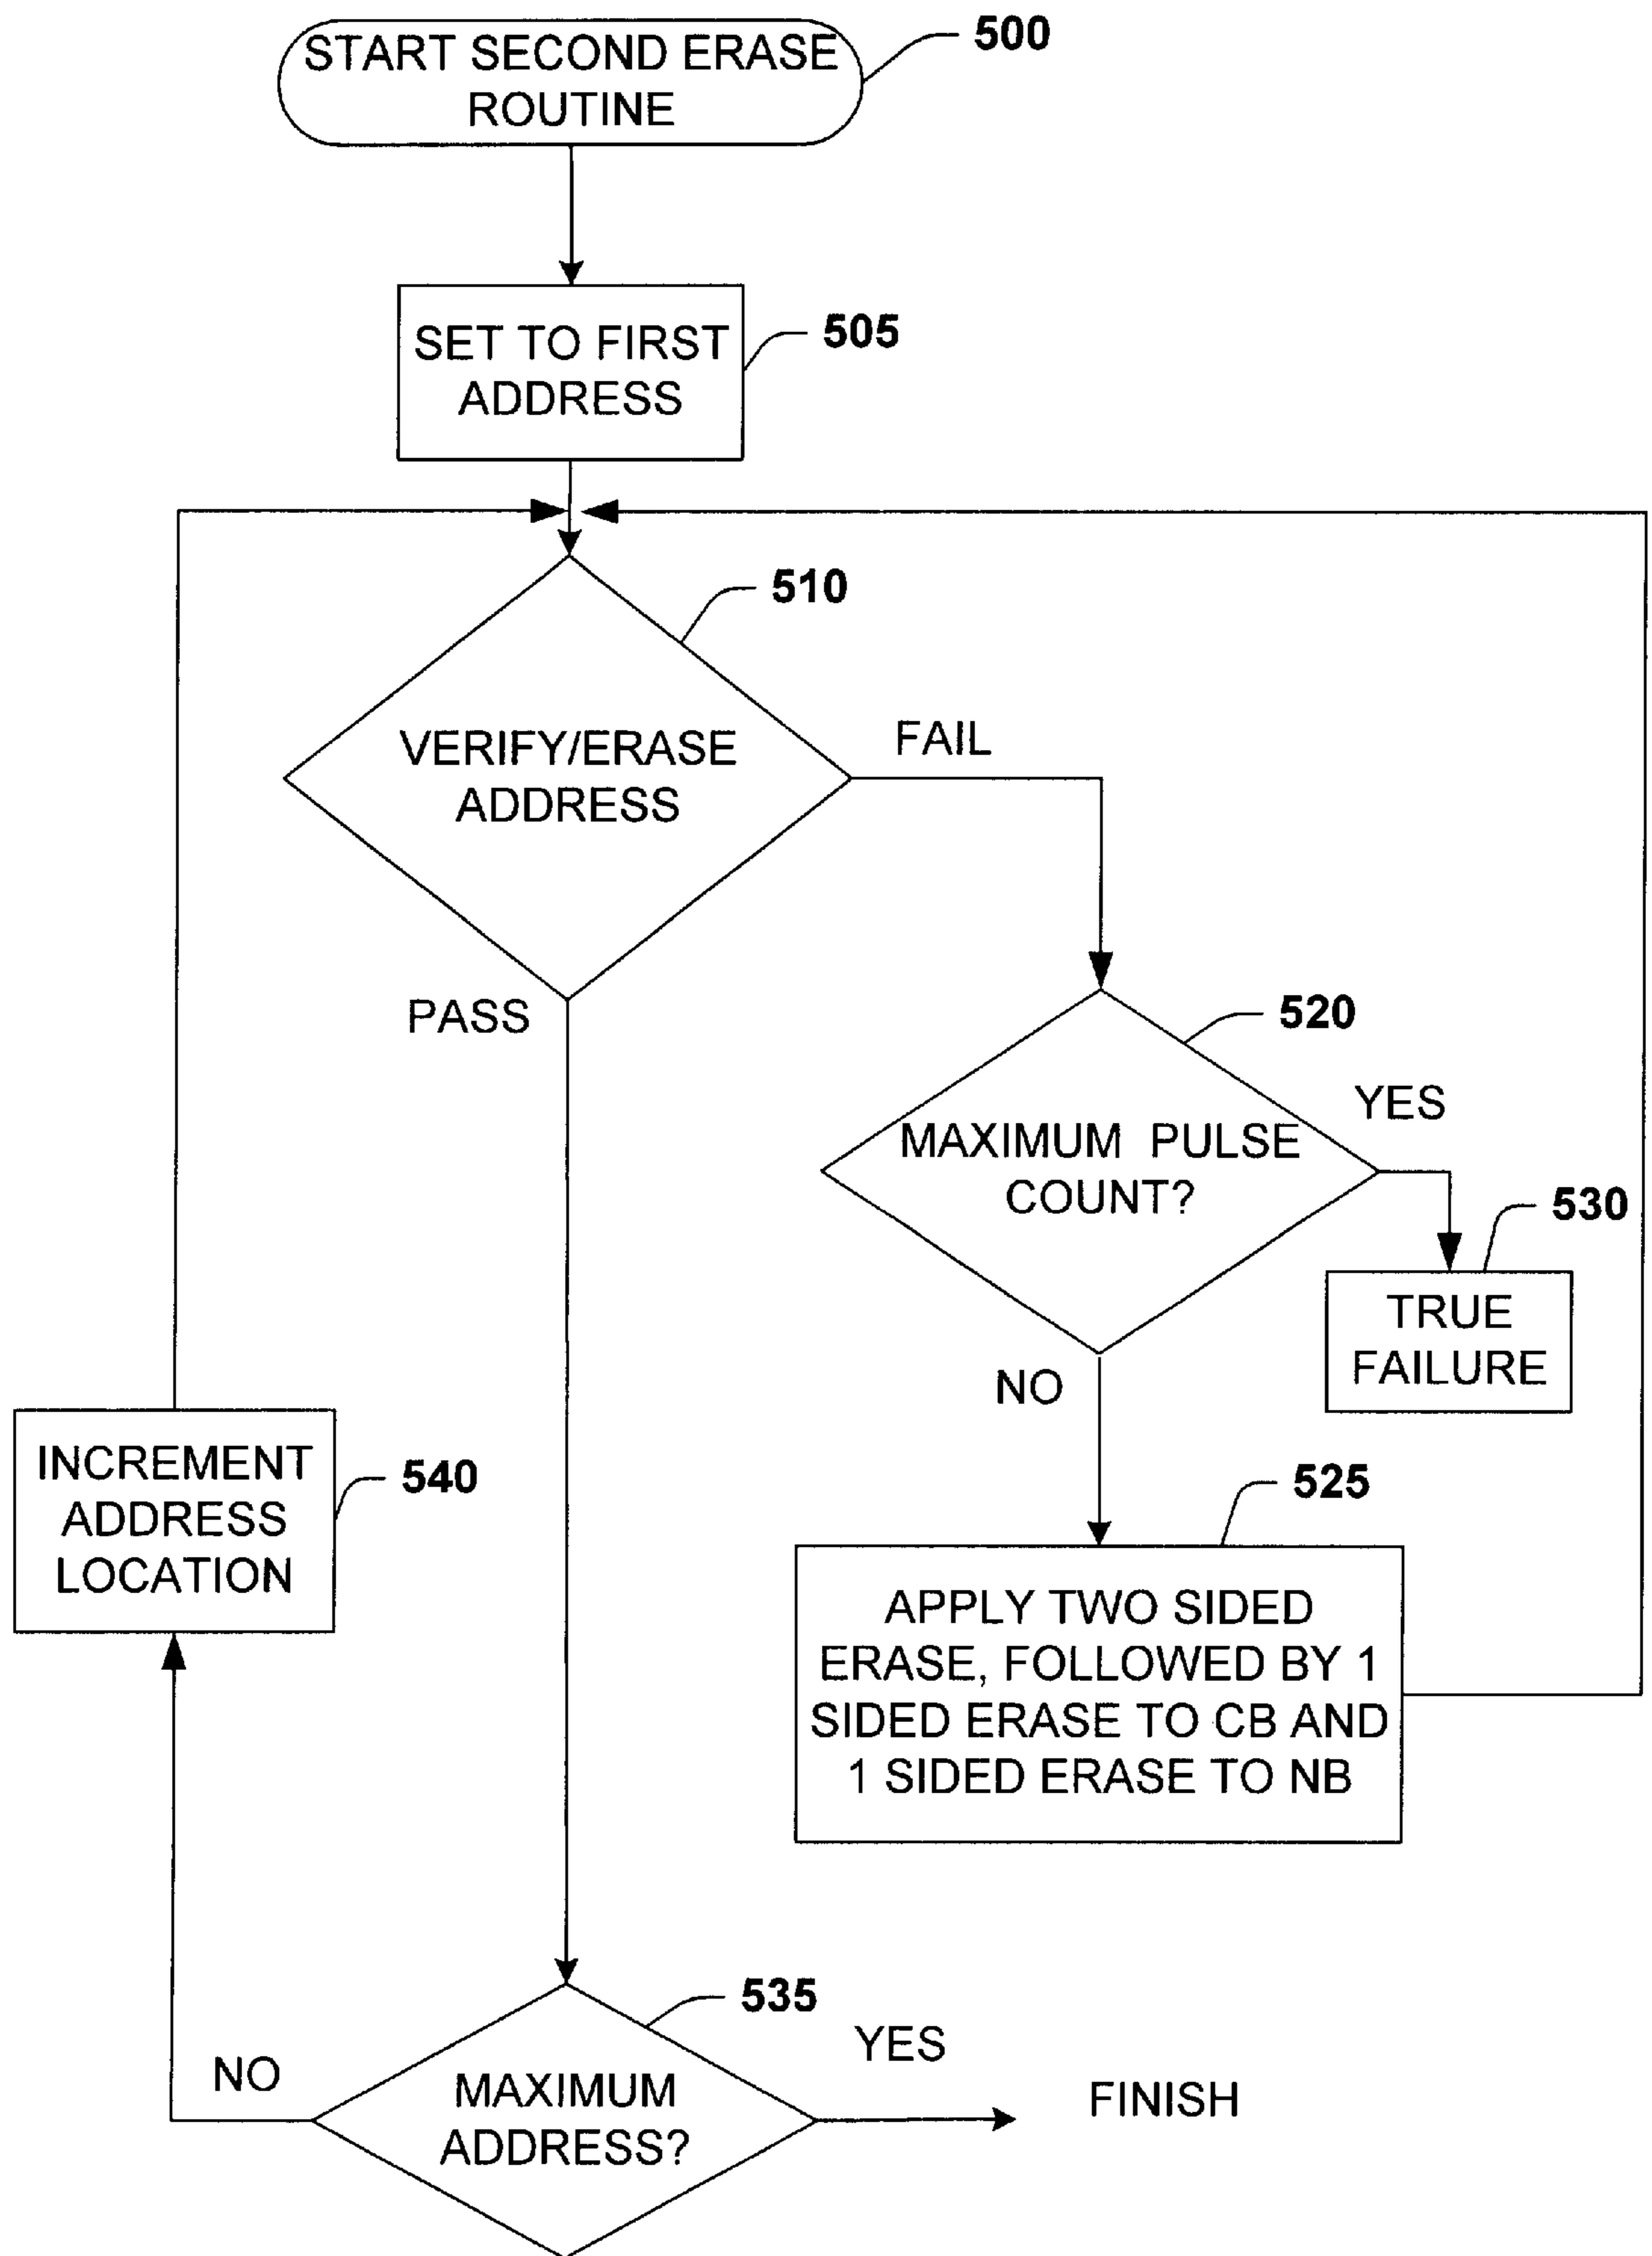 START SECOND ERASE
ROUTINE
500
SET TO FIRST
ADDRESS
505
510
VERIFY/ERASE
ADDRESS
FAIL
PASS
520
MAXIMUM PULSE
COUNT?
YES
530
TRUE
FAILURE
NO
INCREMENT
ADDRESS
LOCATION
540
525
APPLY TWO SIDED
ERASE, FOLLOWED BY 1
SIDED ERASE TO CB AND
1 SIDED ERASE TO NB
535
YES
NO
MAXIMUM
ADDRESS?
FINISH